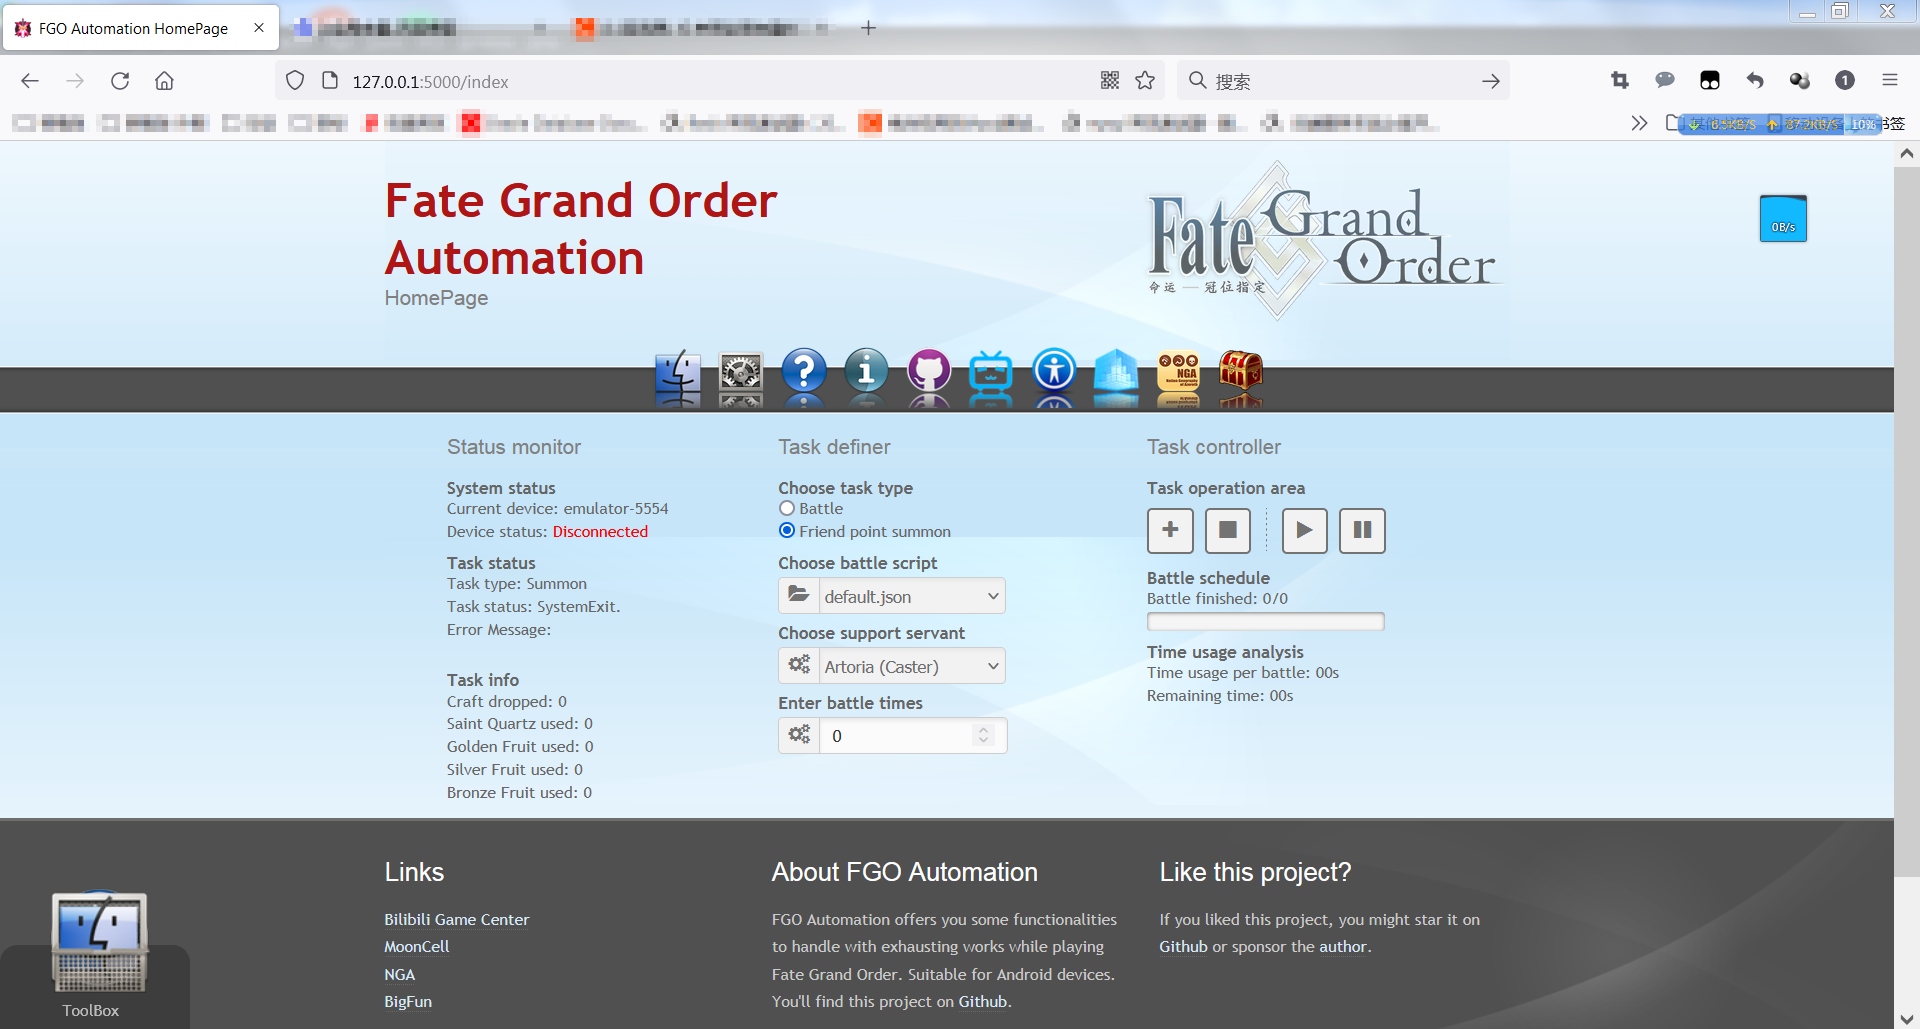 FGO Automation HomePage
127.0.0.1:5000/index
搜索
1
10%
书签
Fate Grand Order
Automation
HomePage
Fate Grand Order
命运 — 冠位指定
0B/s
NGA
Status monitor
System status
Current device: emulator-5554
Device status: Disconnected
Task status
Task type: Summon
Task status: SystemExit.
Error Message:
Task info
Craft dropped: 0
Saint Quartz used: 0
Golden Fruit used: 0
Silver Fruit used: 0
Bronze Fruit used: 0
Task definer
Choose task type
Battle
Friend point summon
Choose battle script
default.json
Choose support servant
Artoria (Caster)
Enter battle times
0
Task controller
Task operation area
Battle schedule
Battle finished: 0/0
Time usage analysis
Time usage per battle: 00s
Remaining time: 00s
ToolBox
Links
Bilibili Game Center
MoonCell
NGA
BigFun
About FGO Automation
FGO Automation offers you some functionalities
to handle with exhausting works while playing
Fate Grand Order. Suitable for Android devices.
You'll find this project on Github.
Like this project?
If you liked this project, you might star it on
Github or sponsor the author.